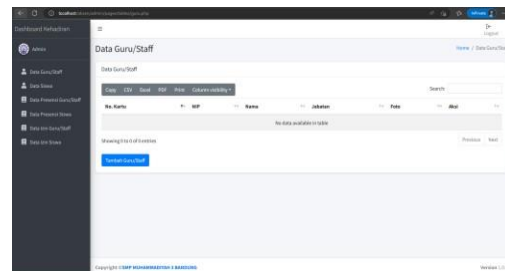 Dashboard Kehadiran
Logout
Admin
Data Guru/Staff
Home / Data Guru/Staff
Data Guru/Staff
Data Siswa
Data Presensi Guru/Staff
Data Presensi Siswa
Data Izin Guru/Staff
Data Izin Siswa
Data Guru/Staff
Copy CSV Excel PDF Print Column visibility
Search:
No. Kartu NIP Nama Jabatan Foto Aksi
No data available in table
Showing 0 to 0 of 0 entries
Previous Next
Tambah Guru/Staff
Copyright © SMP MUHAMMADIYAH 6 BANDUNG
Version